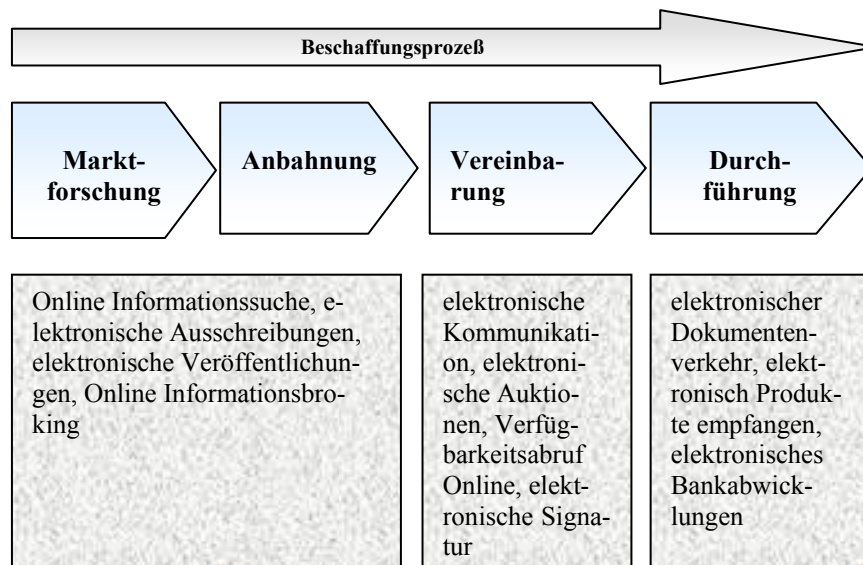 Beschaffungsprozeß
Markt-
forschung
Anbahnung
Vereinba-
rung
Durch-
führung
Online Informationssuche, e-
lektronische Ausschreibungen,
elektronische Veröffentlichun-
gen, Online Informationsbro-
king
elektronische
Kommunikati-
on, elektroni-
sche Auktio-
nen, Verfüg-
barkeitsabruf
Online, elekt-
ronische Signa-
tur
elektronischer
Dokumenten-
verkehr, elekt-
ronisch Produk-
te empfangen,
elektronisches
Bankabwick-
lungen